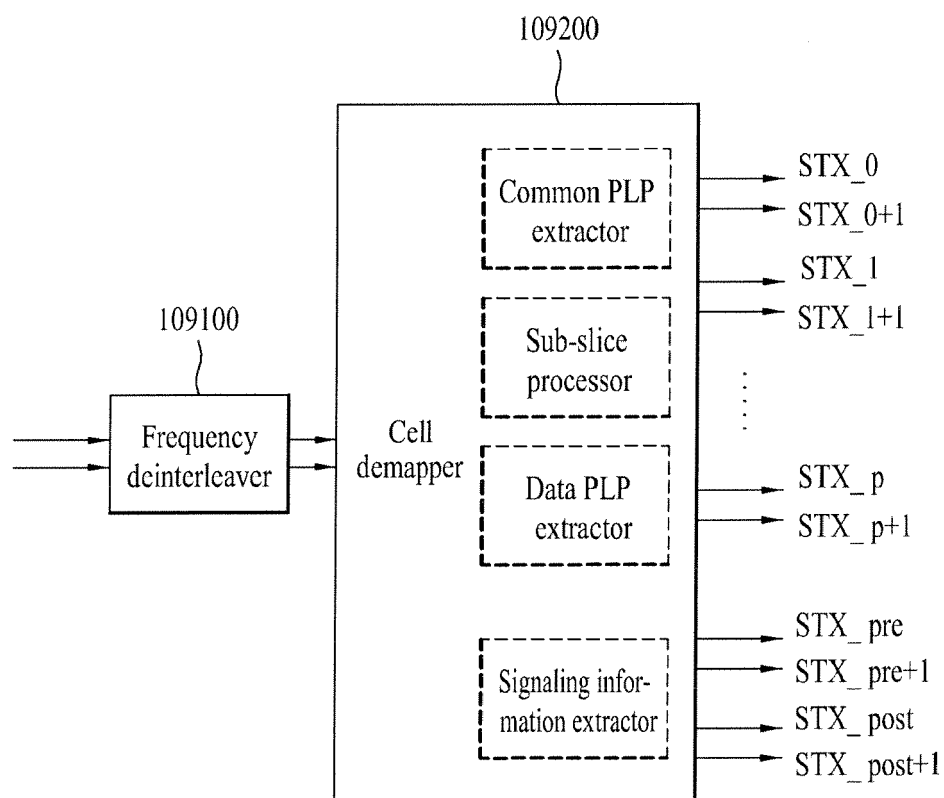 109200
Common PLP
extractor
STX_0
STX_0+1
STX_1
STX_1+1
109100
Sub-slice
processor
Frequency
deinterleaver
Cell
demapper
Data PLP
extractor
STX_p
STX_p+1
Signaling infor-
mation extractor
STX_pre
STX_pre+1
STX_post
STX_post+1